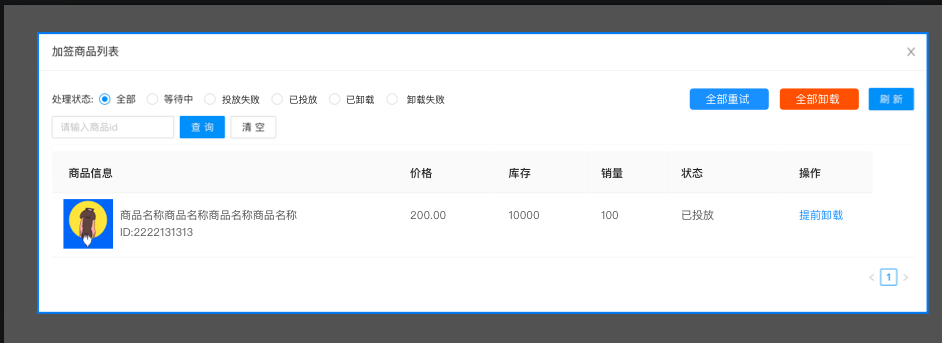 加签商品列表
处理状态: 全部 等待中 投放失败 已投放 已卸载 卸载失败 全部重试 全部卸载 刷新
请输入商品id 查询 清空
商品信息 价格 库存 销量 状态 操作
商品名称商品名称商品名称商品名称 200.00 10000 100 已投放 提前卸载
ID:2222131313
1